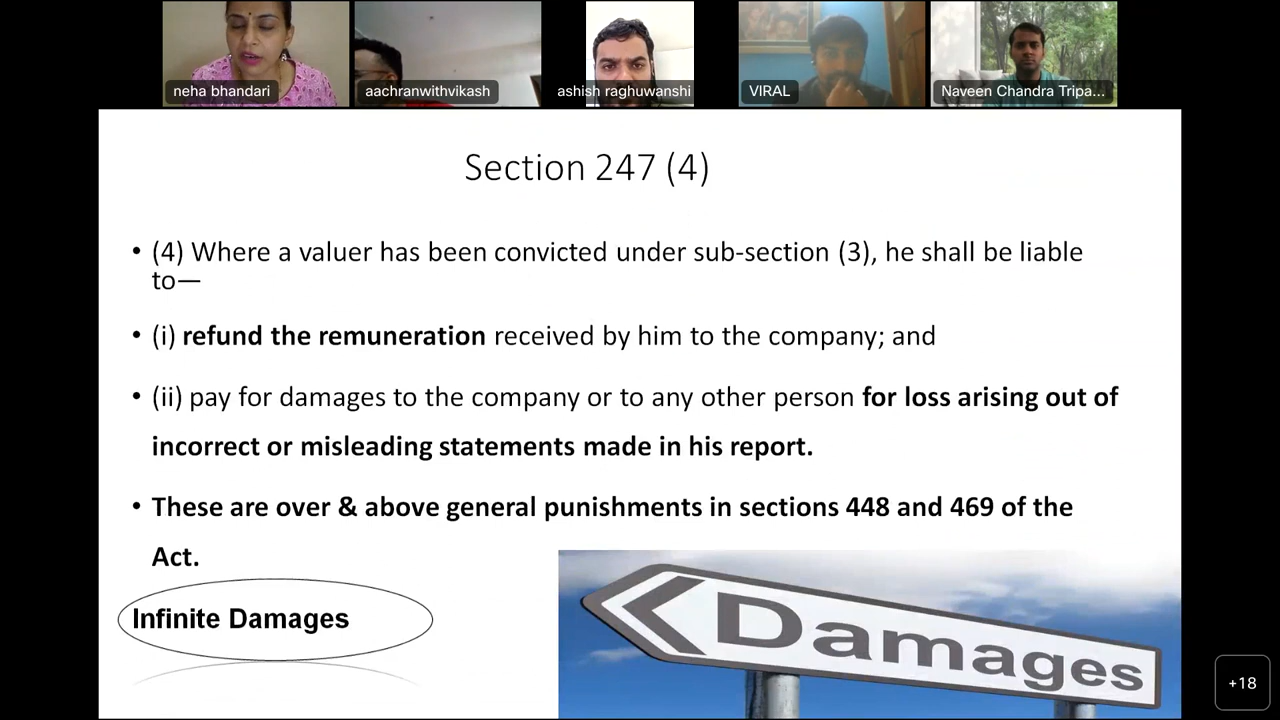 neha bhandari
aachranwithvikash
ashish raghuwanshi
VIRAL
Naveen Chandra Tripa...
Section 247 (4)
• (4) Where a valuer has been convicted under sub-section (3), he shall be liable
to—
• (i) refund the remuneration received by him to the company; and
• (ii) pay for damages to the company or to any other person for loss arising out of
incorrect or misleading statements made in his report.
• These are over & above general punishments in sections 448 and 469 of the
Act.
Infinite Damages
Damages
+18